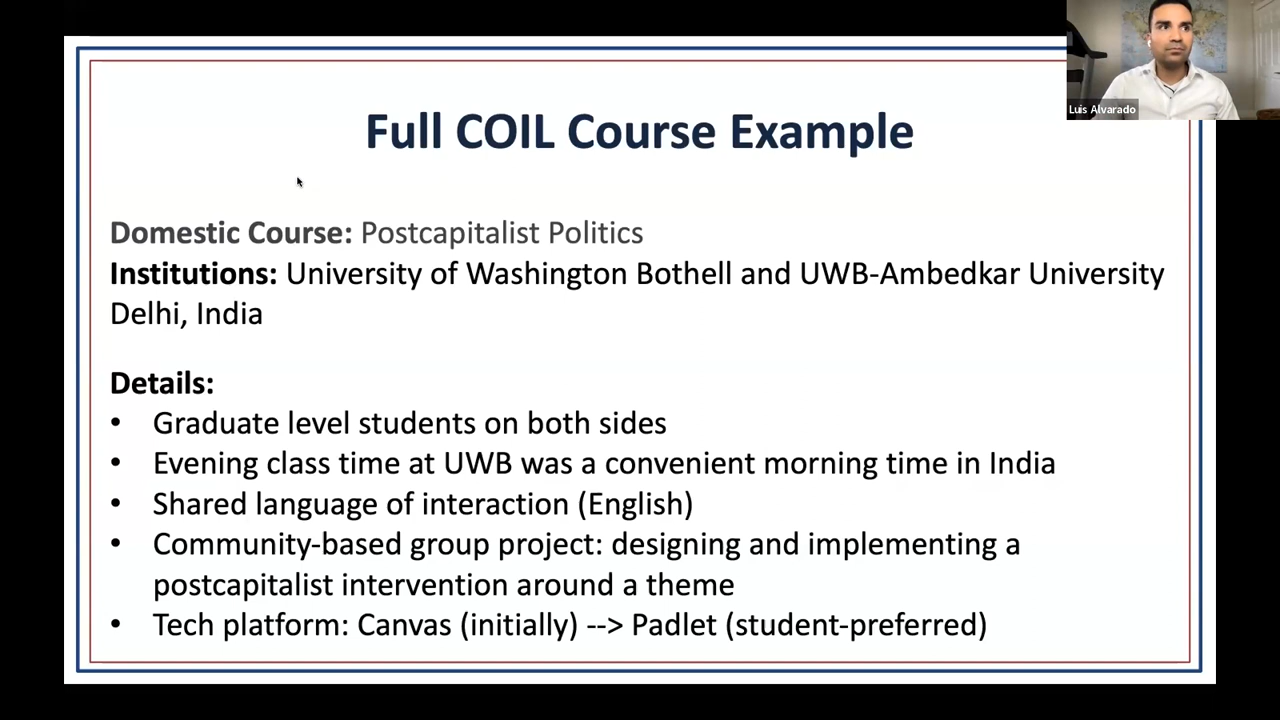 Luis Alvarado
Full COIL Course Example
Domestic Course: Postcapitalist Politics
Institutions: University of Washington Bothell and UWB-Ambedkar University
Delhi, India
Details:
• Graduate level students on both sides
• Evening class time at UWB was a convenient morning time in India
• Shared language of interaction (English)
• Community-based group project: designing and implementing a
postcapitalist intervention around a theme
• Tech platform: Canvas (initially) --> Padlet (student-preferred)